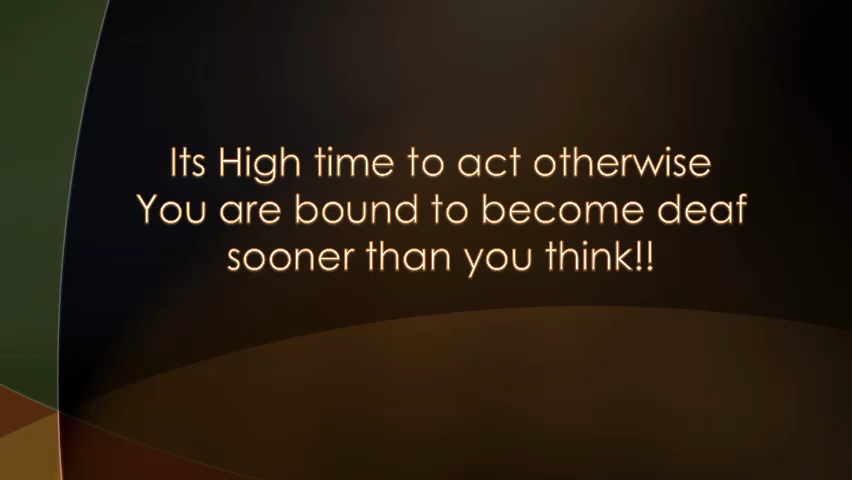 Its High time to act otherwise
You are bound to become deaf
sooner than you think!!